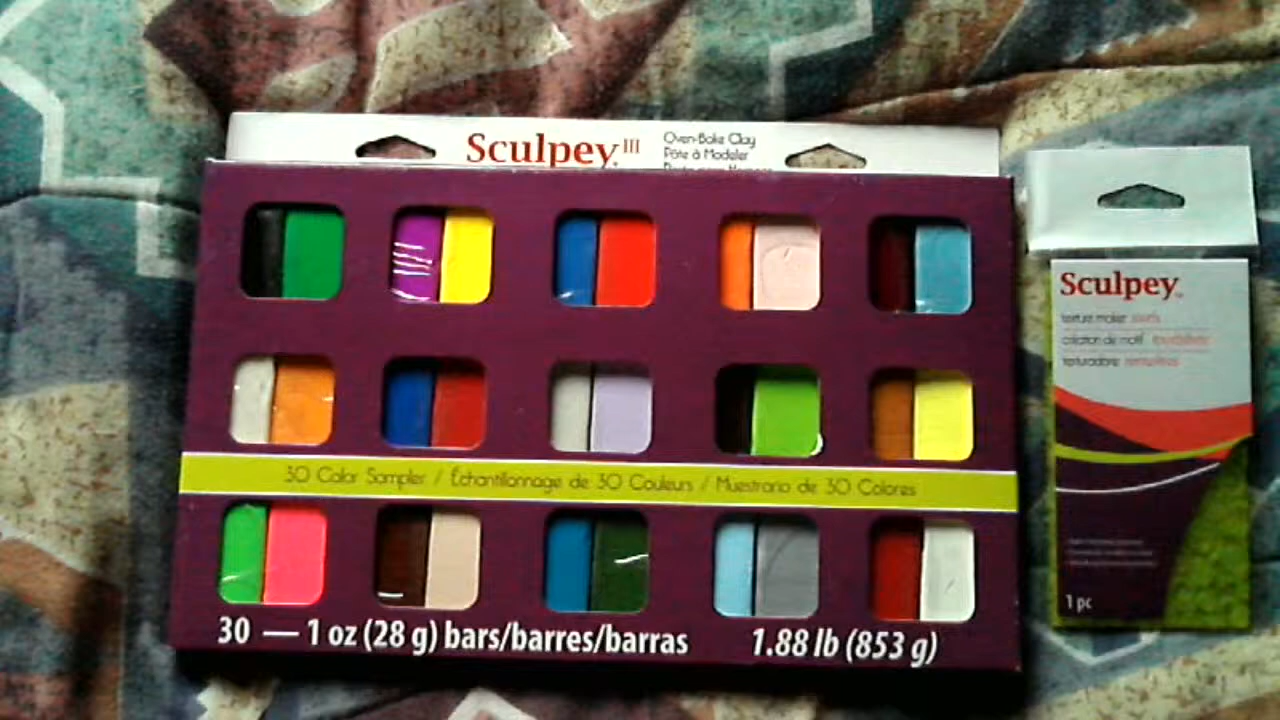 Sculpey III
Oven-Bake Clay
Pâte à Modeler
30 Color Sampler / Échantillonnage de 30 Couleurs / Muestrario de 30 Colores
30 — 1 oz (28 g) bars/barres/barras
1.88 lb (853 g)
Sculpey
texture maker
création de motif
texturadora
1 pc